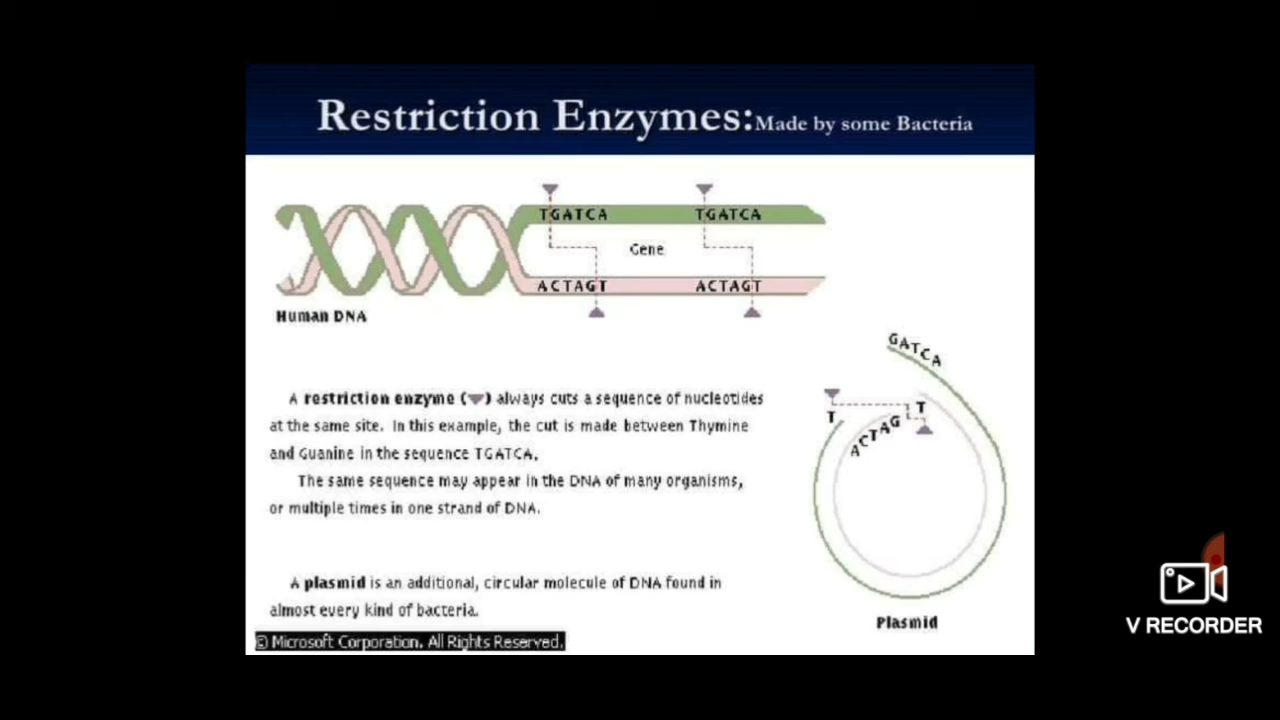 Restriction Enzymes:Made by some Bacteria
TGATCA TGATCA
Gene
ACTAGT ACTAGT
Human DNA
GATCA
T
T
ACTAG
A restriction enzyme (▼) always cuts a sequence of nucleotides
at the same site. In this example, the cut is made between Thymine
and Guanine in the sequence TGATCA.
The same sequence may appear in the DNA of many organisms,
or multiple times in one strand of DNA.
A plasmid is an additional, circular molecule of DNA found in
almost every kind of bacteria.
Plasmid
© Microsoft Corporation. All Rights Reserved.
V RECORDER